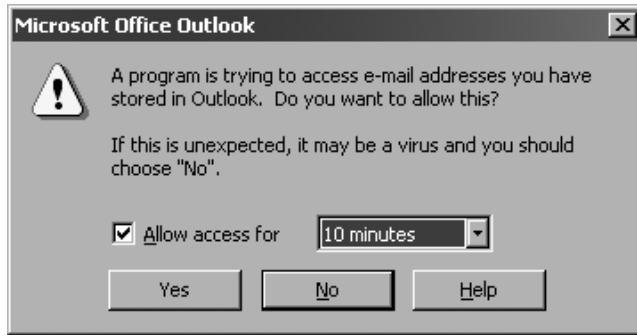 Microsoft Office Outlook
A program is trying to access e-mail addresses you have
stored in Outlook. Do you want to allow this?
If this is unexpected, it may be a virus and you should
choose "No".
Allow access for 10 minutes
Yes No Help